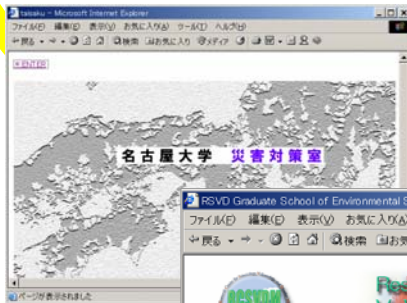 taisaku - Microsoft Internet Explorer
ファイル(F) 編集(E) 表示(V) お気に入り(A) ツール(T) ヘルプ(H)
戻る 検索 お気に入り メディア
ENTER
名古屋大学 災害対策室
RSVD Graduate School of Environmental S
ファイル(F) 編集(E) 表示(V) お気に入り(A)
戻る 検索 お気
ページが表示されました